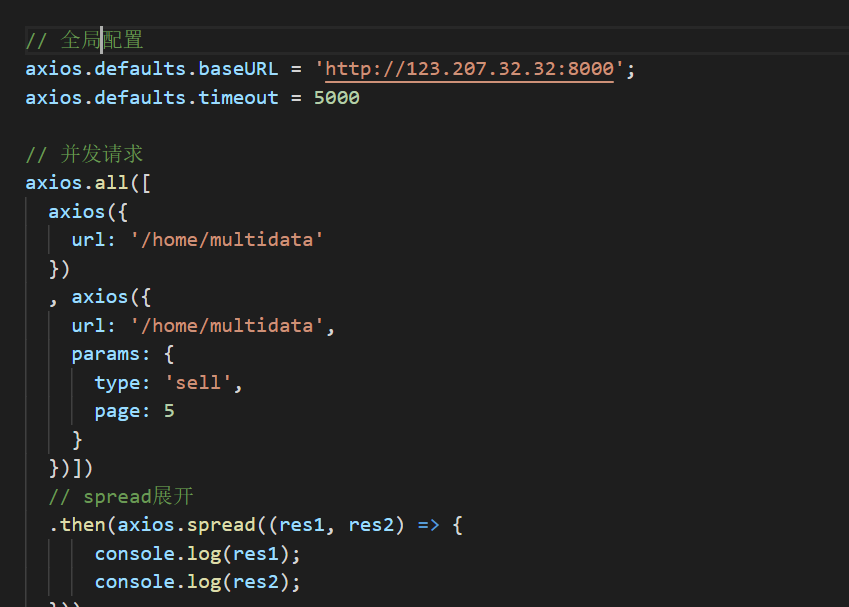 // 全局配置
axios.defaults.baseURL = 'http://123.207.32.32:8000';
axios.defaults.timeout = 5000
// 并发请求
axios.all([
axios({
url: '/home/multidata'
})
, axios({
url: '/home/multidata',
params: {
type: 'sell',
page: 5
}
})])
// spread展开
.then(axios.spread((res1, res2) => {
console.log(res1);
console.log(res2);
}))